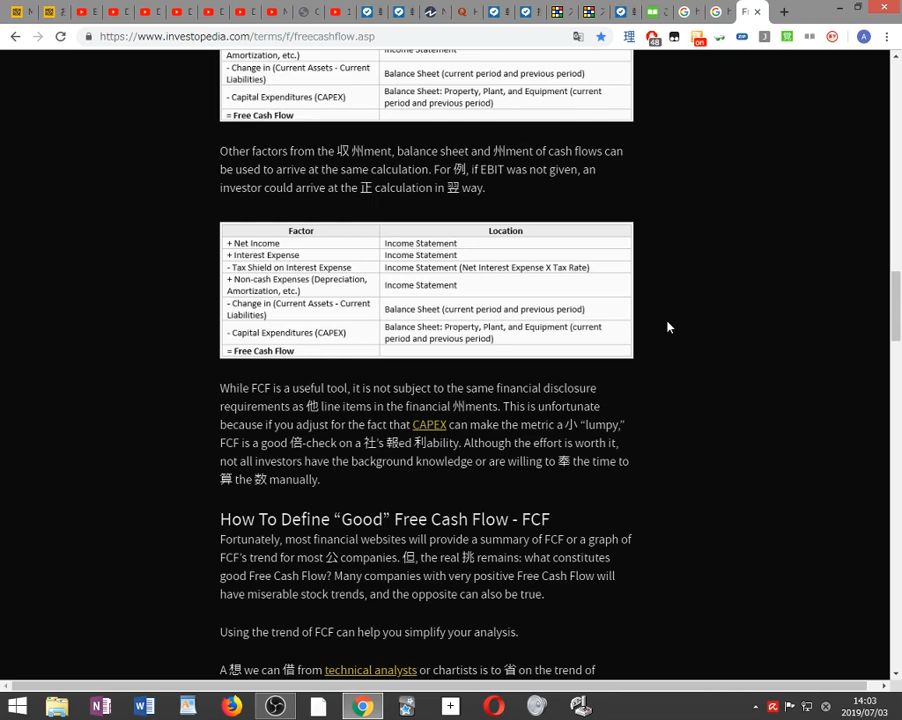 https://www.investopedia.com/terms/f/freecashflow.asp
Amortization, etc.) Income Statement
- Change in (Current Assets - Current Liabilities) Balance Sheet (current period and previous period)
- Capital Expenditures (CAPEX) Balance Sheet: Property, Plant, and Equipment (current period and previous period)
= Free Cash Flow
Other factors from the 収 州ment, balance sheet and 州ment of cash flows can
be used to arrive at the same calculation. For 例, if EBIT was not given, an
investor could arrive at the 正 calculation in 翌 way.
Factor Location
+ Net Income Income Statement
+ Interest Expense Income Statement
- Tax Shield on Interest Expense Income Statement (Net Interest Expense X Tax Rate)
+ Non-cash Expenses (Depreciation, Amortization, etc.) Income Statement
- Change in (Current Assets - Current Liabilities) Balance Sheet (current period and previous period)
- Capital Expenditures (CAPEX) Balance Sheet: Property, Plant, and Equipment (current period and previous period)
= Free Cash Flow
While FCF is a useful tool, it is not subject to the same financial disclosure
requirements as 他 line items in the financial 州ments. This is unfortunate
because if you adjust for the fact that CAPEX can make the metric a 小 “lumpy,”
FCF is a good 倍-check on a 社's 報ed 利ability. Although the effort is worth it,
not all investors have the background knowledge or are willing to 奉 the time to
算 the 数 manually.
How To Define “Good” Free Cash Flow - FCF
Fortunately, most financial websites will provide a summary of FCF or a graph of
FCF's trend for most 公 companies. 但, the real 挑 remains: what constitutes
good Free Cash Flow? Many companies with very positive Free Cash Flow will
have miserable stock trends, and the opposite can also be true.
Using the trend of FCF can help you simplify your analysis.
A 想 we can 借 from technical analysts or chartists is to 省 on the trend of
14:03
2019/07/03